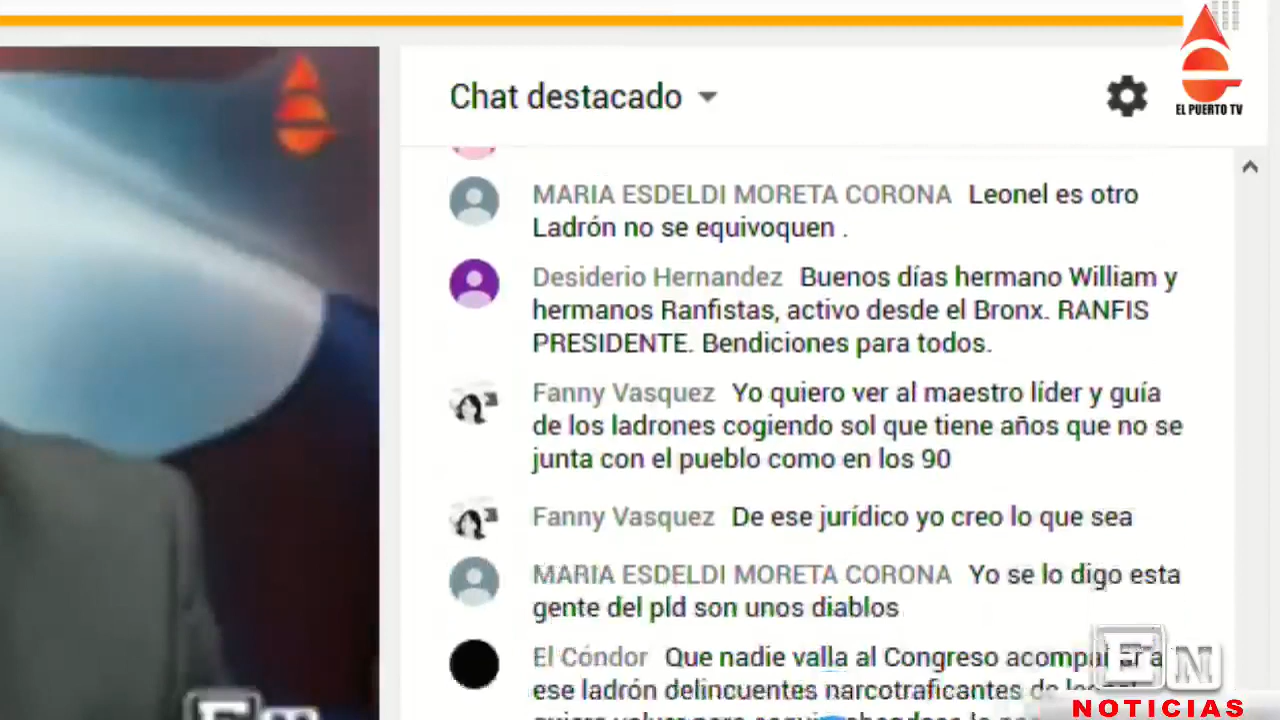 EL PUERTO TV
Chat destacado
MARIA ESDELDI MORETA CORONA Leonel es otro
Ladrón no se equivoquen .
Desiderio Hernandez Buenos días hermano William y
hermanos Ranfistas, activo desde el Bronx. RANFIS
PRESIDENTE. Bendiciones para todos.
Fanny Vasquez Yo quiero ver al maestro líder y guía
de los ladrones cogiendo sol que tiene años que no se
junta con el pueblo como en los 90
Fanny Vasquez De ese jurídico yo creo lo que sea
MARIA ESDELDI MORETA CORONA Yo se lo digo esta
gente del pld son unos diablos
El Cóndor Que nadie valla al Congreso a
ese ladrón delincuentes narcotraficantes de
EN
NOTICIAS